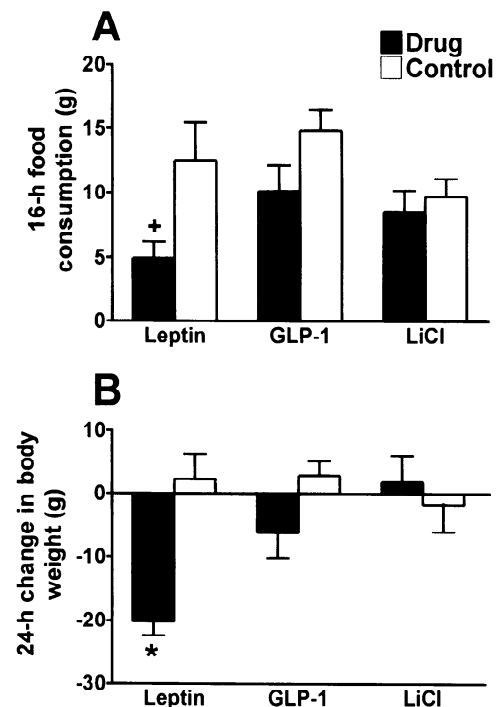 A
Drug
Control
16-h food
consumption (g)
20
15
10
5
0
+
Leptin GLP-1 LiCl
B
24-h change in body
weight (g)
10
0
-10
-20
-30
*
Leptin GLP-1 LiCl